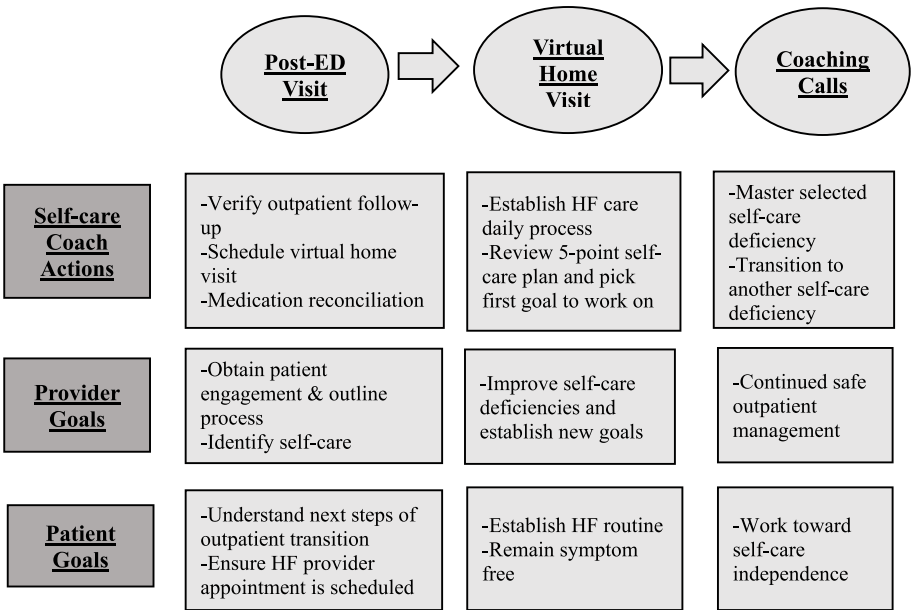 Post-ED
Visit
Virtual
Home
Visit
Coaching
Calls
Self-care
Coach
Actions
-Verify outpatient follow-
up
-Schedule virtual home
visit
-Medication reconciliation
-Establish HF care
daily process
-Review 5-point self-
care plan and pick
first goal to work on
-Master selected
self-care
deficiency
-Transition to
another self-care
deficiency
Provider
Goals
-Obtain patient
engagement & outline
process
-Identify self-care
-Improve self-care
deficiencies and
establish new goals
-Continued safe
outpatient
management
Patient
Goals
-Understand next steps of
outpatient transition
-Ensure HF provider
appointment is scheduled
-Establish HF routine
-Remain symptom
free
-Work toward
self-care
independence